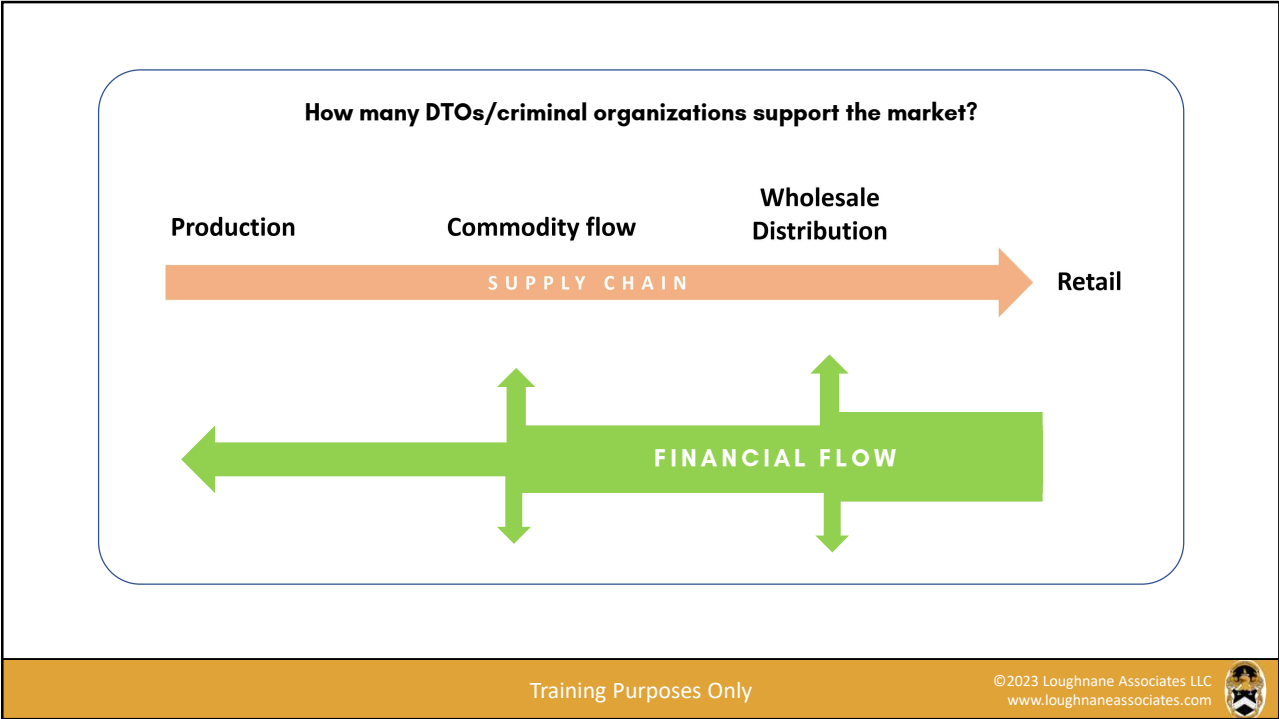 How many DTOs/criminal organizations support the market?
Production
Commodity flow
Wholesale
Distribution
SUPPLY CHAIN
Retail
FINANCIAL FLOW
Training Purposes Only
©2023 Loughnane Associates LLC
www.loughnaneassociates.com